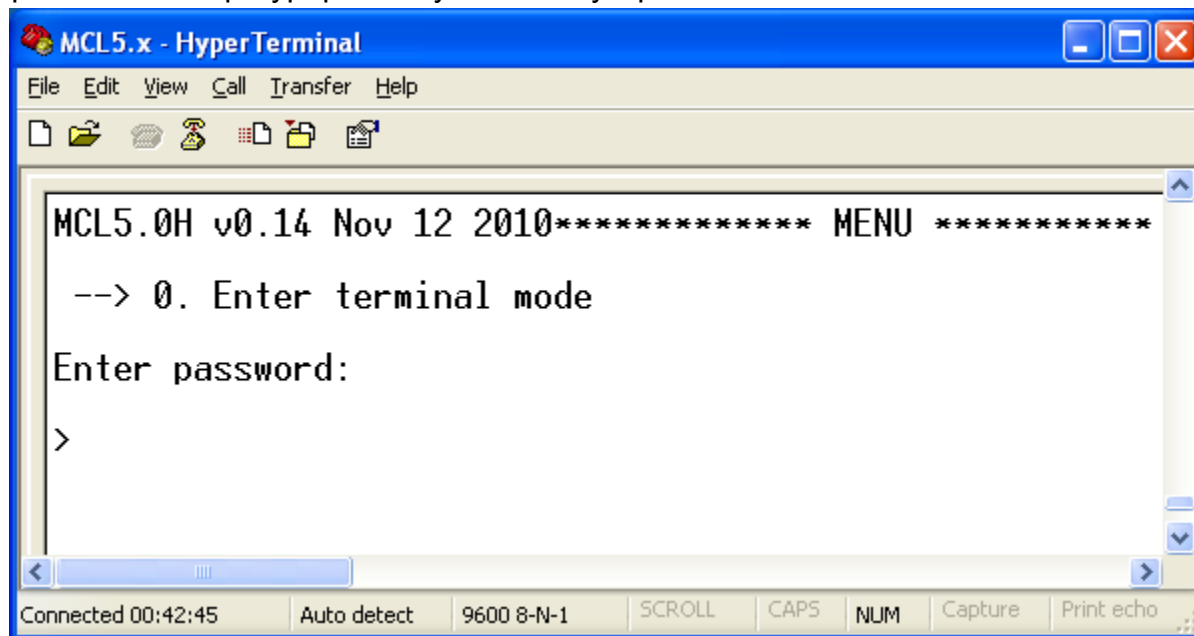 MCL5.x - HyperTerminal
File Edit View Call Transfer Help
MCL5.0H v0.14 Nov 12 2010************* MENU ***********
--> 0. Enter terminal mode
Enter password:
>
Connected 00:42:45 Auto detect 9600 8-N-1 SCROLL CAPS NUM Capture Print echo